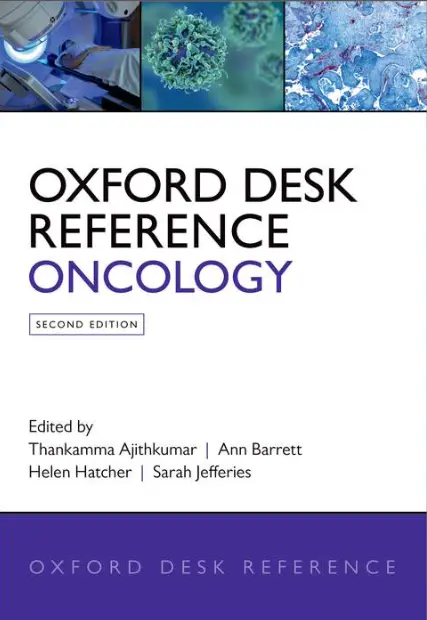 OXFORD DESK
REFERENCE
ONCOLOGY
SECOND EDITION
Edited by
Thankamma Ajithkumar | Ann Barrett
Helen Hatcher | Sarah Jefferies
OXFORD DESK REFERENCE